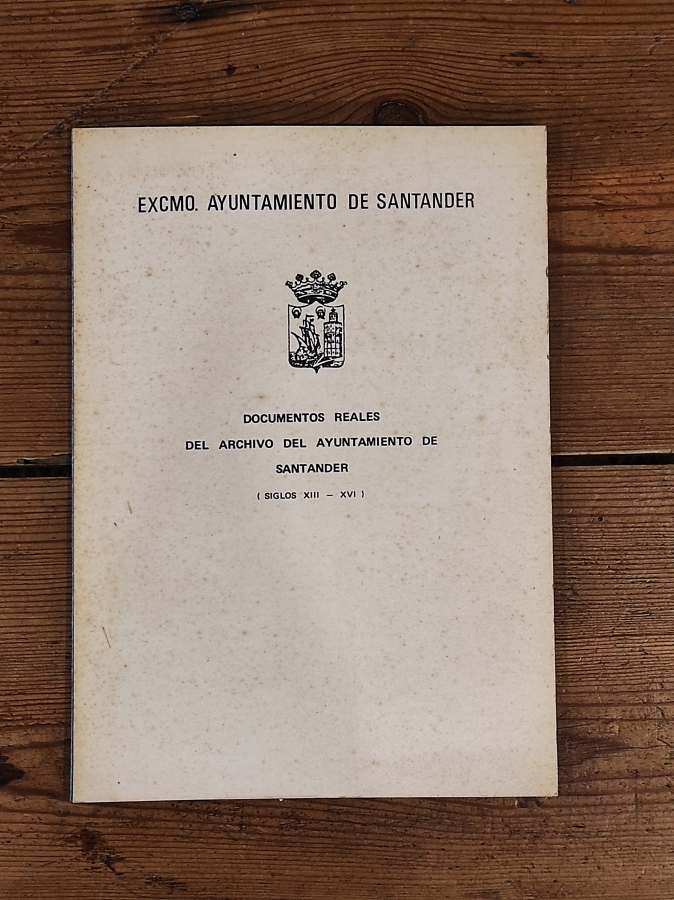 EXCMO. AYUNTAMIENTO DE SANTANDER
DOCUMENTOS REALES
DEL ARCHIVO DEL AYUNTAMIENTO DE
SANTANDER
( SIGLOS XIII – XVI )